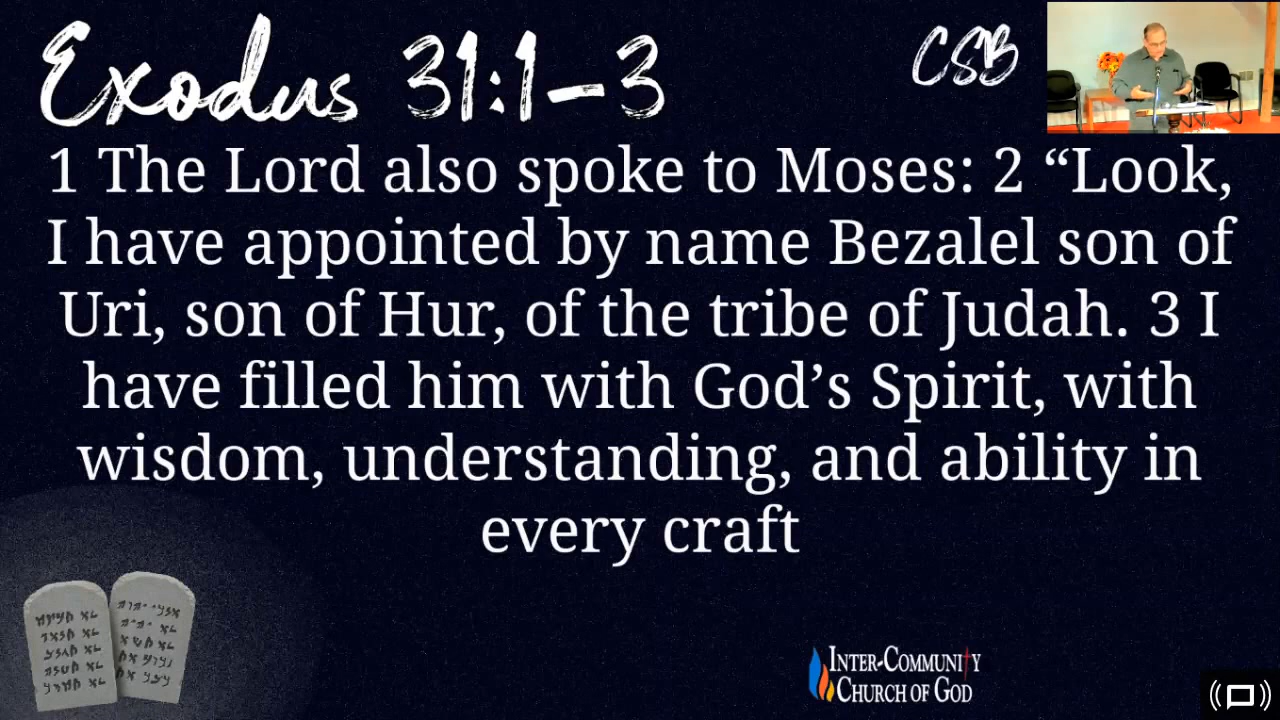 Exodus 31:1-3
CSB
1 The Lord also spoke to Moses: 2 “Look,
I have appointed by name Bezalel son of
Uri, son of Hur, of the tribe of Judah. 3 I
have filled him with God’s Spirit, with
wisdom, understanding, and ability in
every craft
INTER-COMMUNITY
CHURCH OF GOD